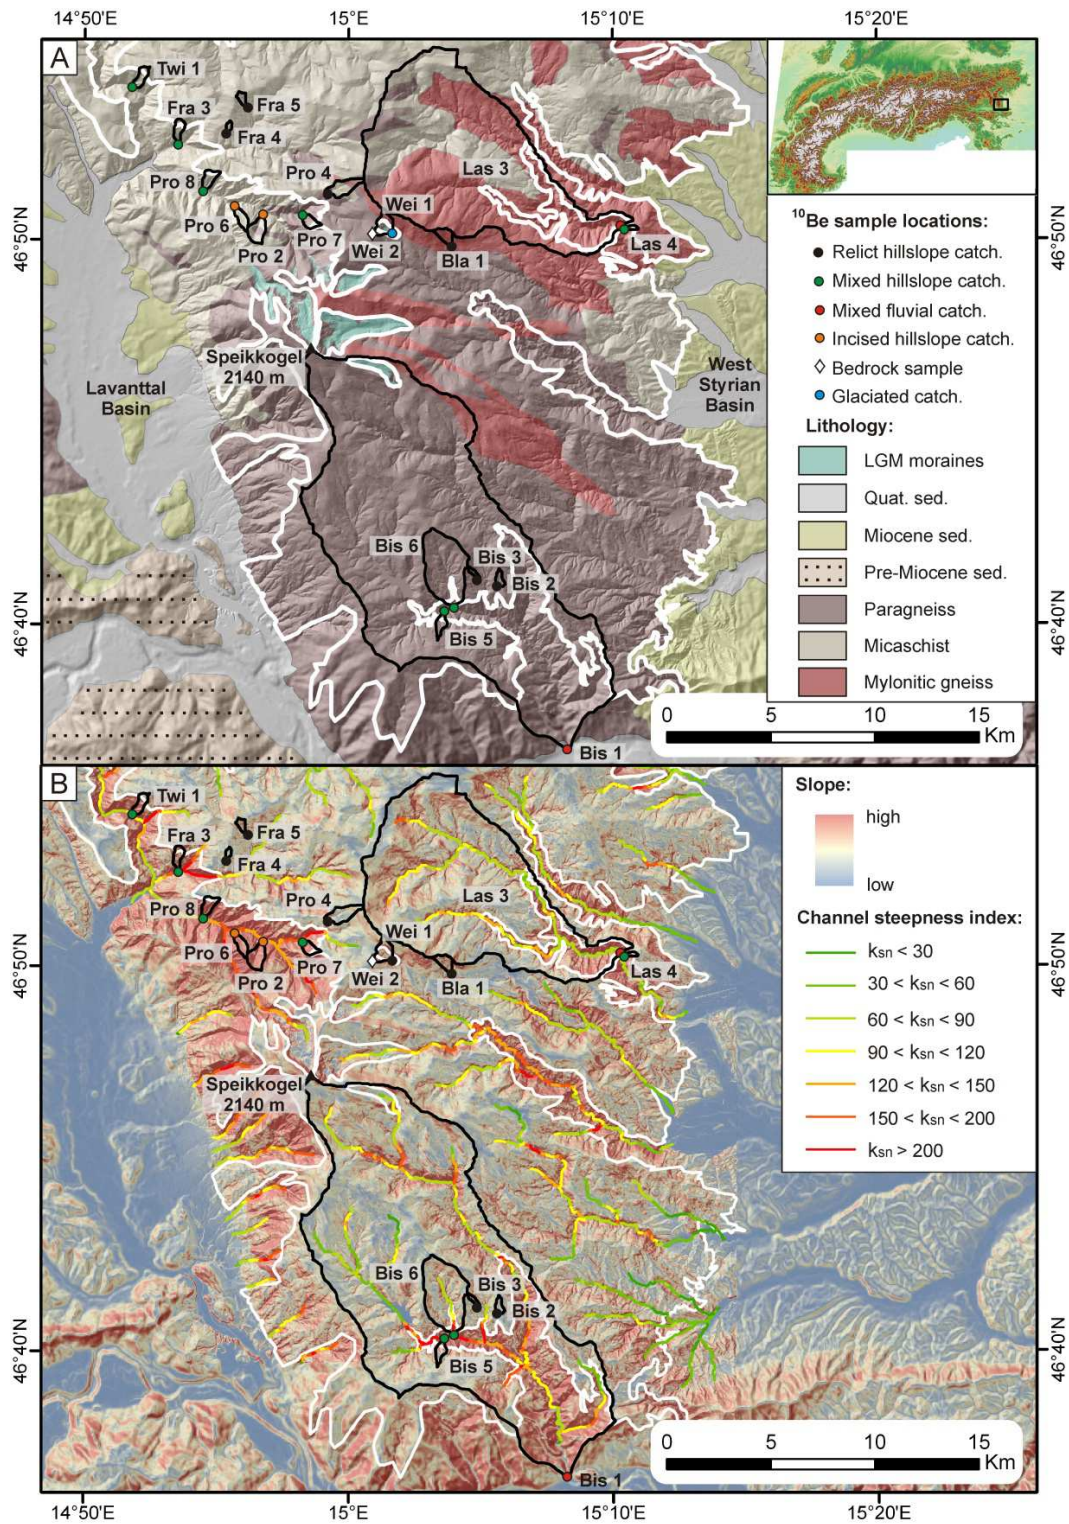 14°50'E
15°E
15°10'E
15°20'E
A
Twi 1
Fra 3
Fra 5
Fra 4
Pro 8
Pro 4
Las 3
Wei 1
Pro 6
Pro 7
Wei 2
Pro 2
Bla 1
Las 4
46°50'N
46°50'N
Speikkogel
2140 m
Lavanttal
Basin
West
Styrian
Basin
Bis 6
Bis 3
Bis 2
Bis 5
Bis 1
46°40'N
46°40'N
10Be sample locations:
Relict hillslope catch.
Mixed hillslope catch.
Mixed fluvial catch.
Incised hillslope catch.
Bedrock sample
Glaciated catch.
Lithology:
LGM moraines
Quat. sed.
Miocene sed.
Pre-Miocene sed.
Paragneiss
Micaschist
Mylonitic gneiss
0 5 10 15
Km
B
Twi 1
Fra 3
Fra 5
Fra 4
Pro 8
Pro 4
Las 3
Wei 1
Pro 6
Pro 7
Wei 2
Pro 2
Bla 1
Las 4
46°50'N
46°50'N
Speikkogel
2140 m
Bis 6
Bis 3
Bis 2
Bis 5
Bis 1
46°40'N
46°40'N
Slope:
high
low
Channel steepness index:
ksn < 30
30 < ksn < 60
60 < ksn < 90
90 < ksn < 120
120 < ksn < 150
150 < ksn < 200
ksn > 200
0 5 10 15
Km
14°50'E
15°E
15°10'E
15°20'E